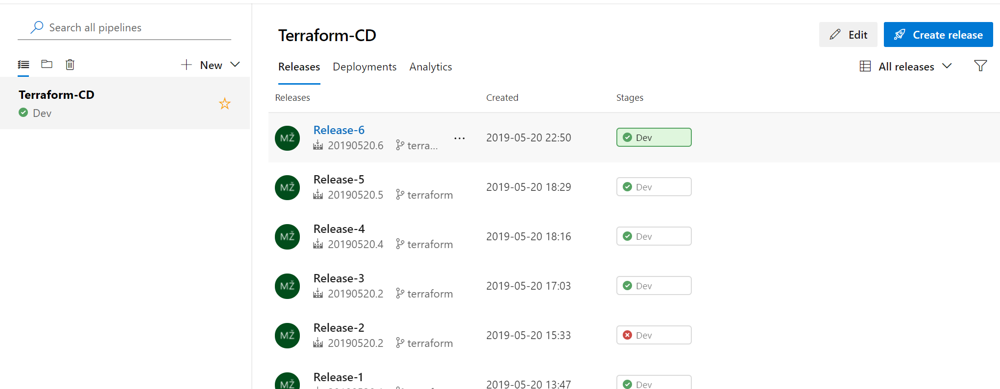 Search all pipelines
New
Terraform-CD
Dev
Terraform-CD
Edit
Create release
Releases Deployments Analytics
All releases
Releases Created Stages
MŽ Release-6 ... 2019-05-20 22:50 Dev
20190520.6 terra...
MŽ Release-5 2019-05-20 18:29 Dev
20190520.5 terraform
MŽ Release-4 2019-05-20 18:16 Dev
20190520.4 terraform
MŽ Release-3 2019-05-20 17:03 Dev
20190520.2 terraform
MŽ Release-2 2019-05-20 15:33 Dev
20190520.2 terraform
MŽ Release-1 2019-05-20 13:47 Dev